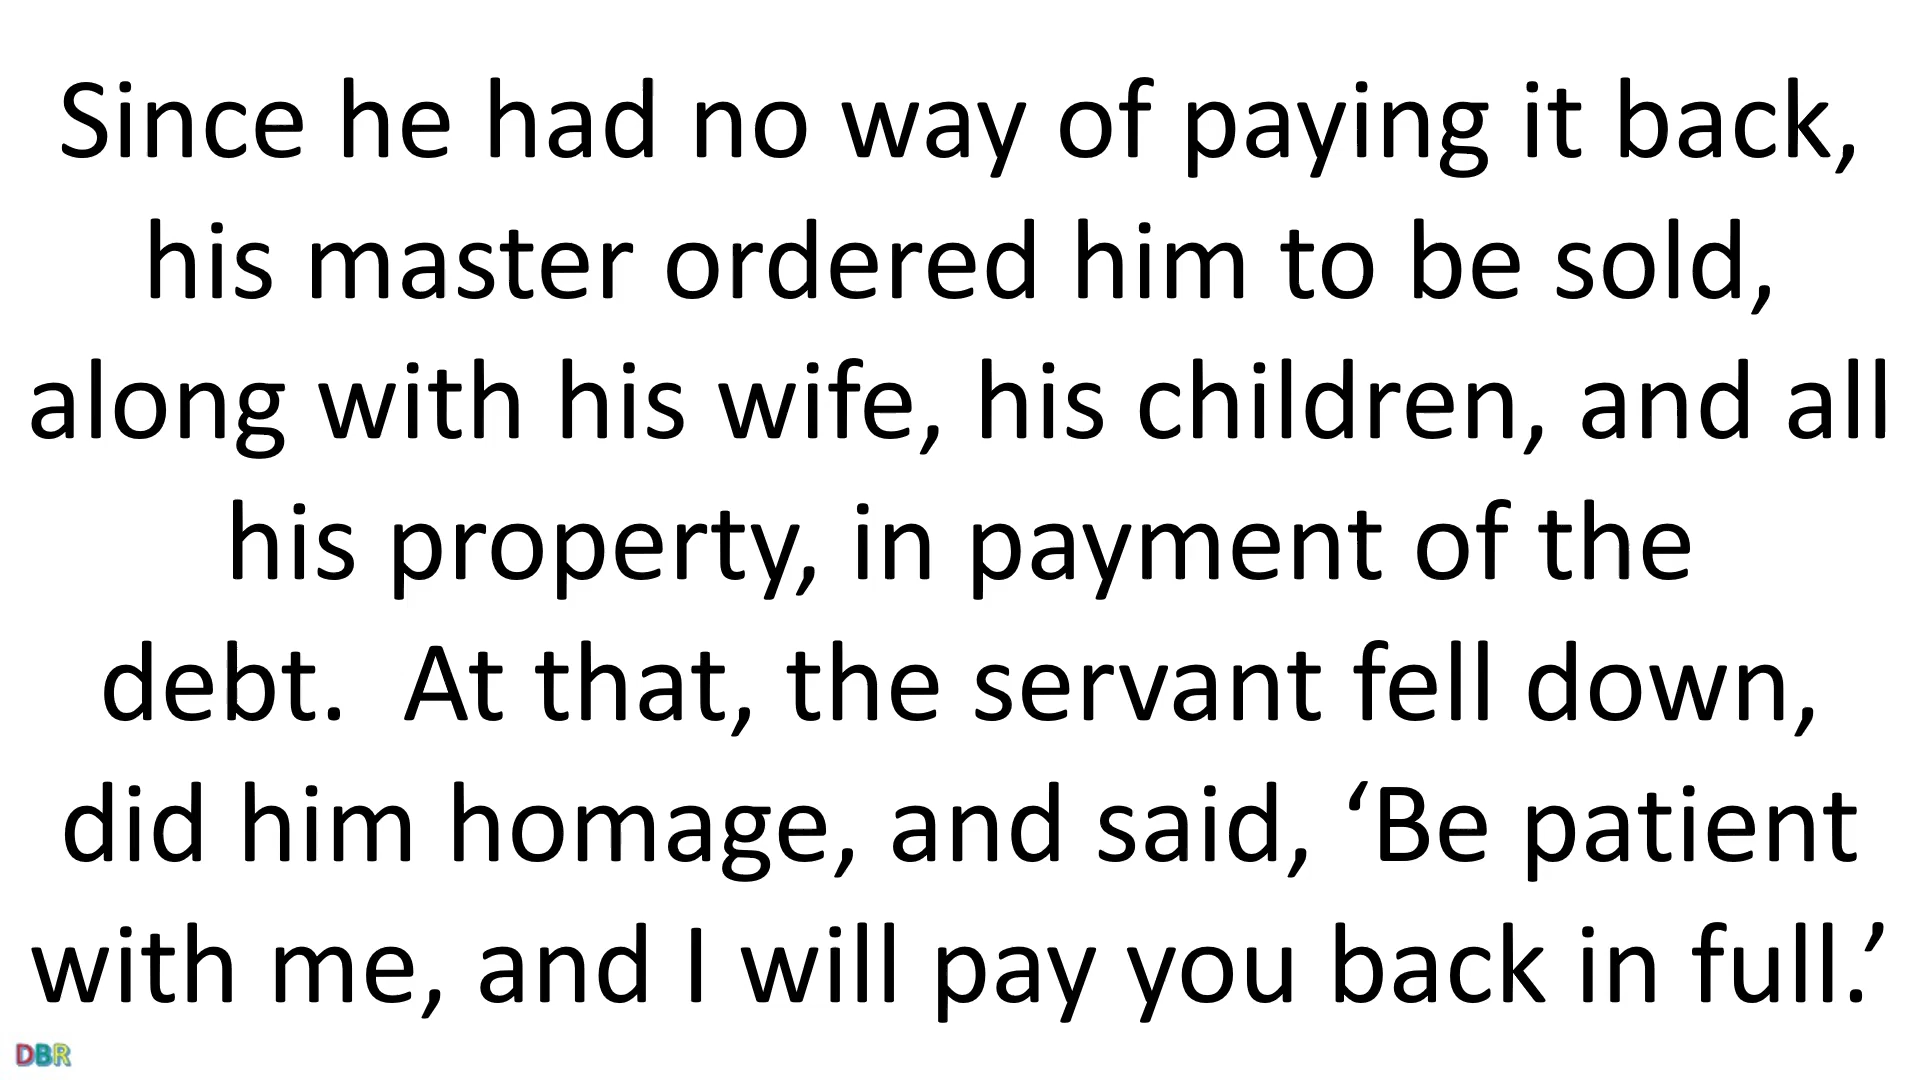 Since he had no way of paying it back,
his master ordered him to be sold,
along with his wife, his children, and all
his property, in payment of the
debt.  At that, the servant fell down,
did him homage, and said, ‘Be patient
with me, and I will pay you back in full.’
DBR